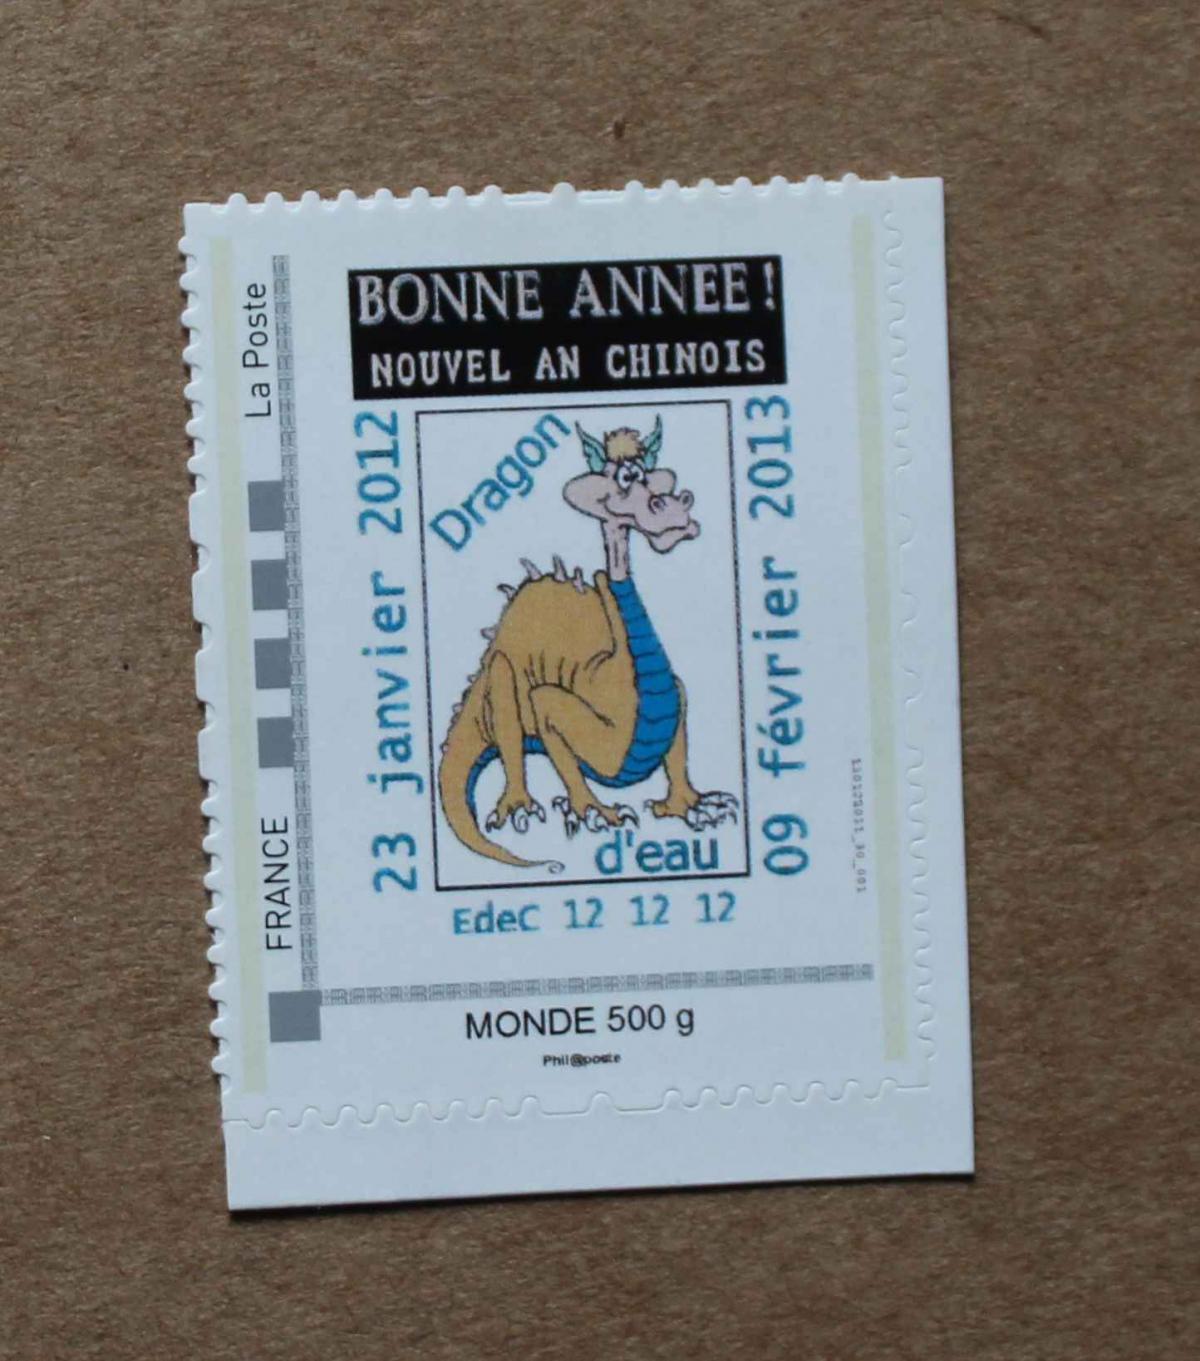 BONNE ANNEE !
NOUVEL AN CHINOIS
La Poste
FRANCE
23 janvier 2012
Dragon
d'eau
09 février 2013
EdeC 12 12 12
MONDE 500 g
Phil@poste